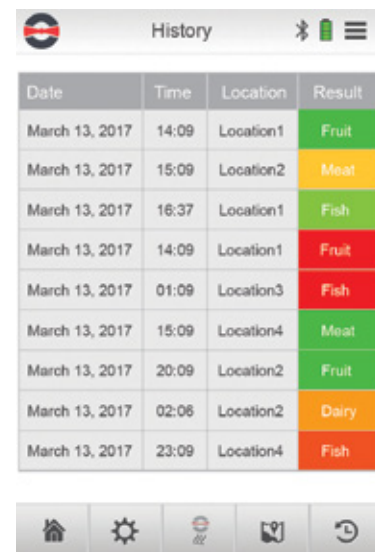 History
Date Time Location Result
March 13, 2017 14:09 Location1 Fruit
March 13, 2017 15:09 Location2 Meat
March 13, 2017 16:37 Location1 Fish
March 13, 2017 14:09 Location1 Fruit
March 13, 2017 01:09 Location3 Fish
March 13, 2017 15:09 Location4 Meat
March 13, 2017 20:09 Location2 Fruit
March 13, 2017 02:06 Location2 Dairy
March 13, 2017 23:09 Location4 Fish